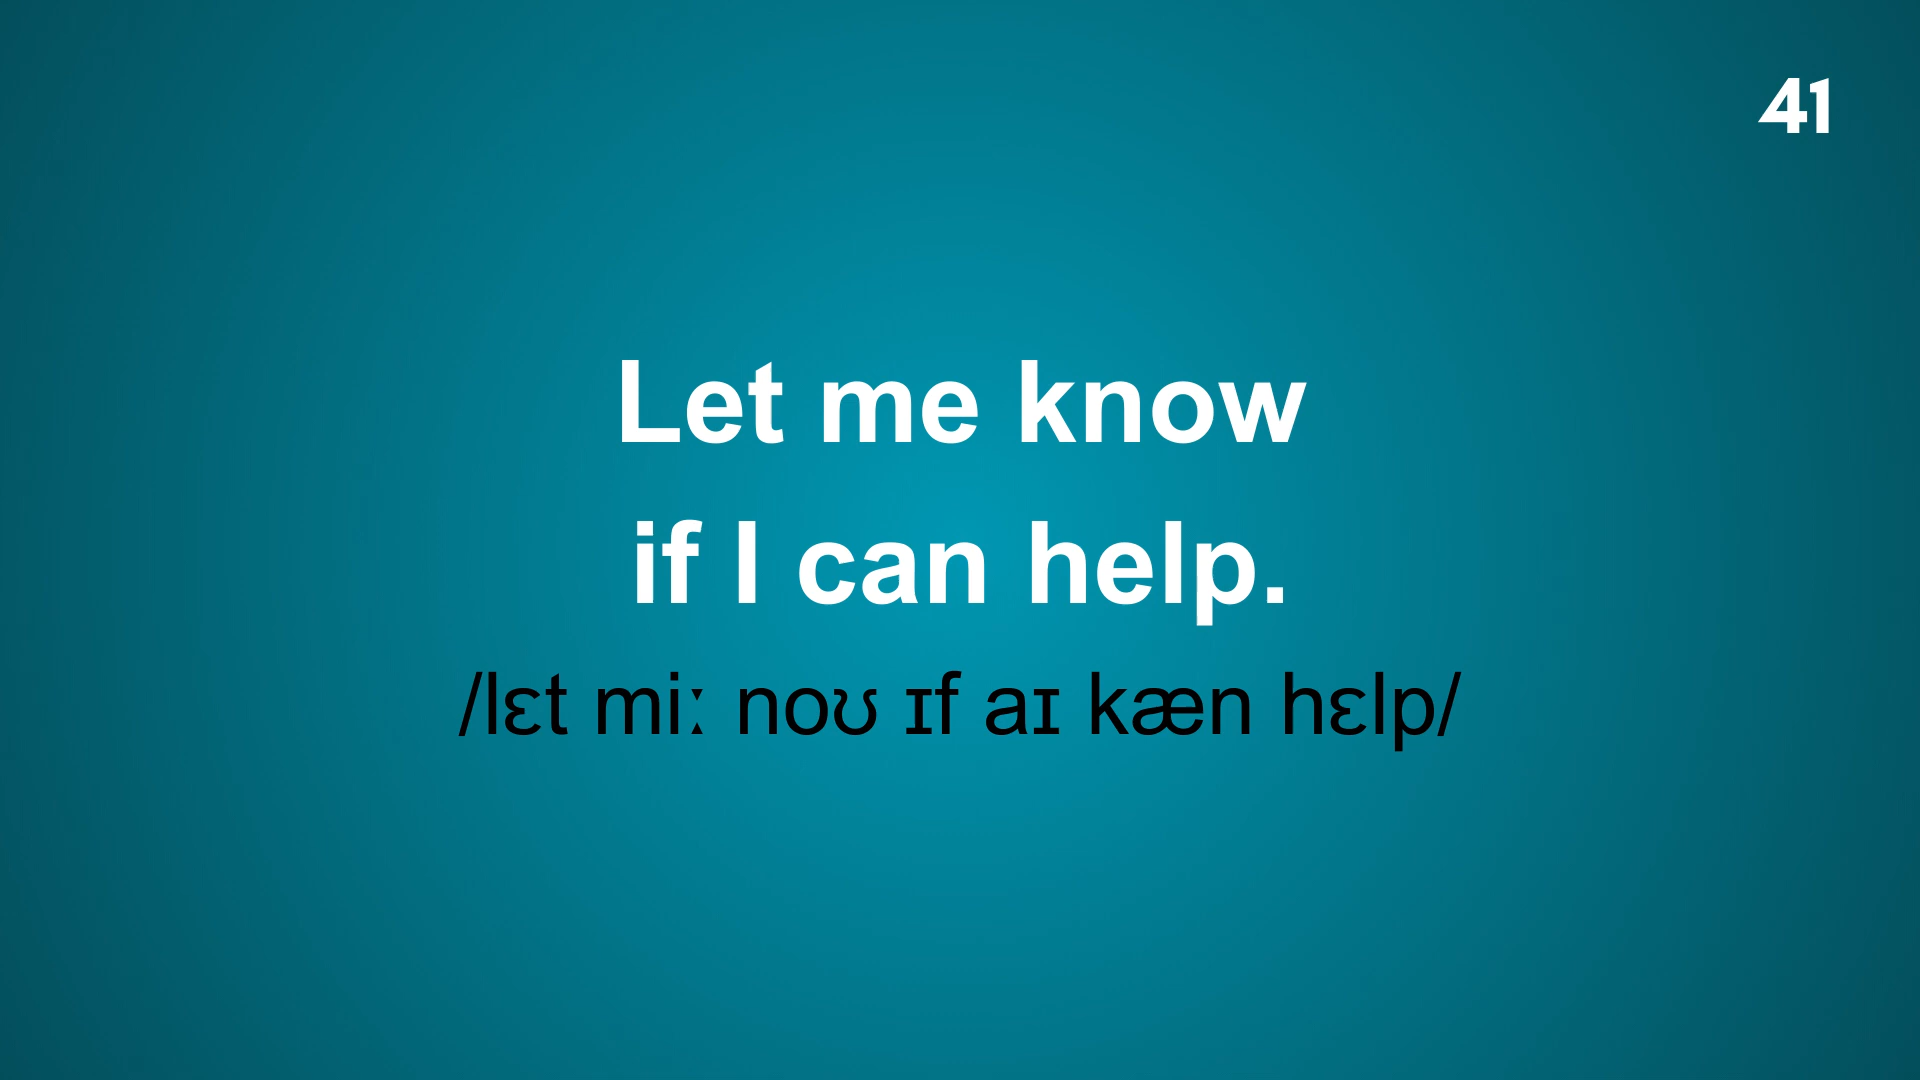 41
Let me know
if I can help.
/lɛt miː noʊ ɪf aɪ kæn hɛlp/